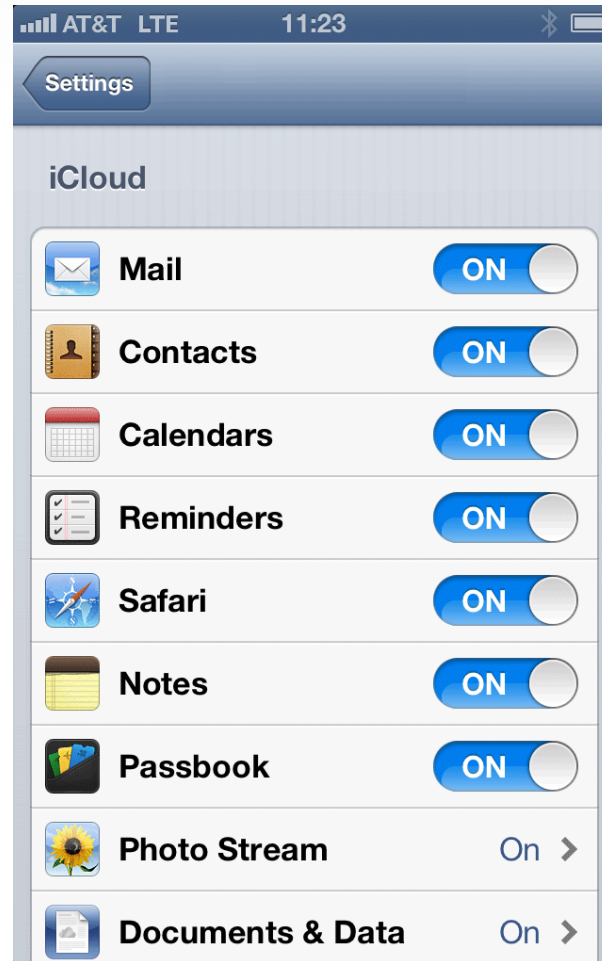 AT&T LTE 11:23
Settings
iCloud
Mail ON
Contacts ON
Calendars ON
Reminders ON
Safari ON
Notes ON
Passbook ON
Photo Stream On
Documents & Data On